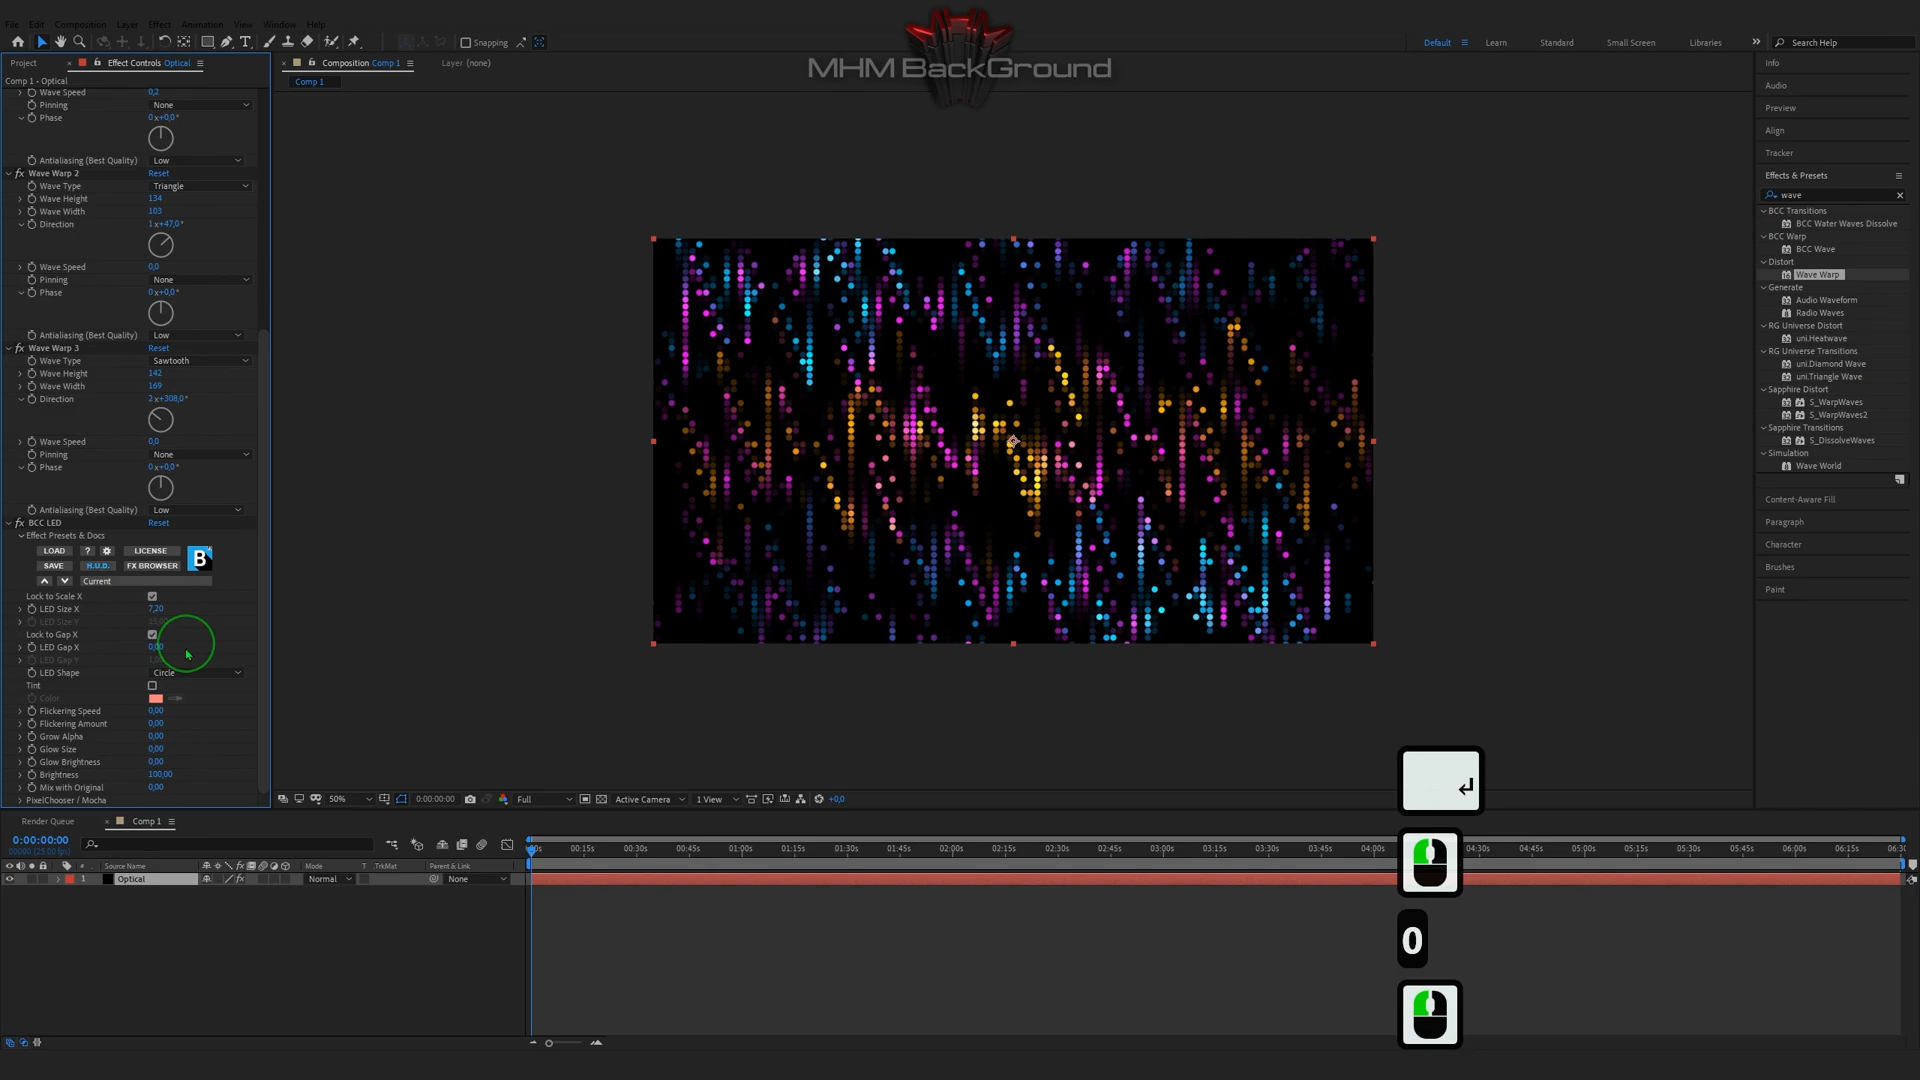 File Edit Composition Layer Effect Animation View Window Help
Snapping
Default Learn Standard Small Screen Libraries Search Help
MHM BackGround
Project Effect Controls Optical
Composition Comp 1 Layer (none)
Comp 1 • Optical
Comp 1
Wave Speed 0,2
Pinning None
Phase 0x+0,0°
Antialiasing (Best Quality) Low
Wave Warp 2 Reset
Wave Type Triangle
Wave Height 134
Wave Width 103
Direction 1x+47,0°
Wave Speed 0,0
Pinning None
Phase 0x+0,0°
Antialiasing (Best Quality) Low
Wave Warp 3 Reset
Wave Type Sawtooth
Wave Height 142
Wave Width 169
Direction 2x+308,0°
Wave Speed 0,0
Pinning None
Phase 0x+0,0°
Antialiasing (Best Quality) Low
BCC LED Reset
Effect Presets & Docs
LOAD ? LICENSE B
SAVE H.U.D. FX BROWSER
Current
Lock to Scale X
LED Size X 7,20
LED Size Y
Lock to Gap X
LED Gap X 0,00
LED Gap Y
LED Shape Circle
Tint
Color
Flickering Speed 0,00
Flickering Amount 0,00
Grow Alpha 0,00
Glow Size 0,00
Glow Brightness 0,00
Brightness 100,00
Mix with Original 0,00
PixelChooser / Mocha
Info
Audio
Preview
Align
Tracker
Effects & Presets
wave
BCC Transitions
BCC Water Waves Dissolve
BCC Warp
BCC Wave
Distort
Wave Warp
Generate
Audio Waveform
Radio Waves
RG Universe Distort
uni.Heatwave
RG Universe Transitions
uni.Diamond Wave
uni.Triangle Wave
Sapphire Distort
S_WarpWaves
S_WarpWaves2
Sapphire Transitions
S_DissolveWaves
Simulation
Wave World
Content-Aware Fill
Paragraph
Character
Brushes
Paint
50% 0:00:00:00 Full Active Camera 1 View +0,0
Render Queue Comp 1
0:00:00:00
00000 (25.00 fps)
# Source Name fx Mode T TrkMat Parent & Link
1 Optical fx Normal None
00:15s 00:30s 00:45s 01:00s 01:15s 01:30s 01:45s 02:00s 02:15s 02:30s 02:45s 03:00s 03:15s 03:30s 03:45s 04:00s 04:30s 04:45s 05:00s 05:15s 05:30s 05:45s 06:00s 06:15s
0